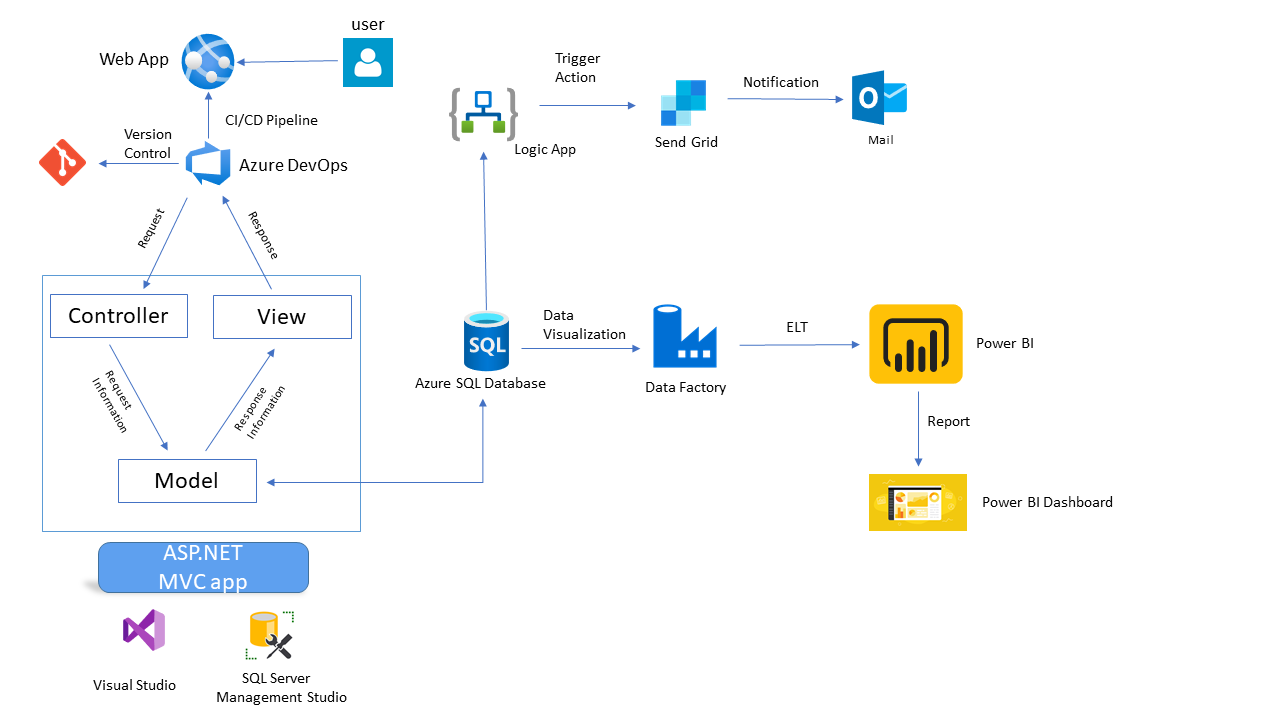 user
Web App
CI/CD Pipeline
Version
Control
Azure DevOps
Request
Response
Controller
View
Request
Information
Response
Information
Model
ASP.NET
MVC app
Visual Studio
SQL Server
Management Studio
Trigger
Action
Logic App
Send Grid
Notification
O
Mail
SQL
Azure SQL Database
Data
Visualization
Data Factory
ELT
Power BI
Report
Power BI Dashboard